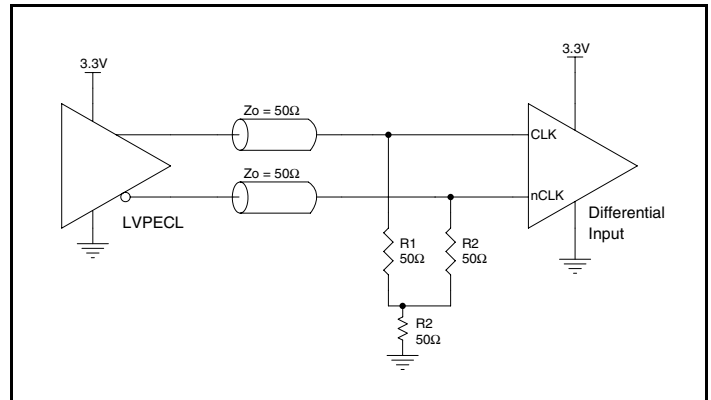 3.3V
3.3V
Zo = 50Ω
CLK
Zo = 50Ω
nCLK
LVPECL
Differential
Input
R1
50Ω
R2
50Ω
R2
50Ω